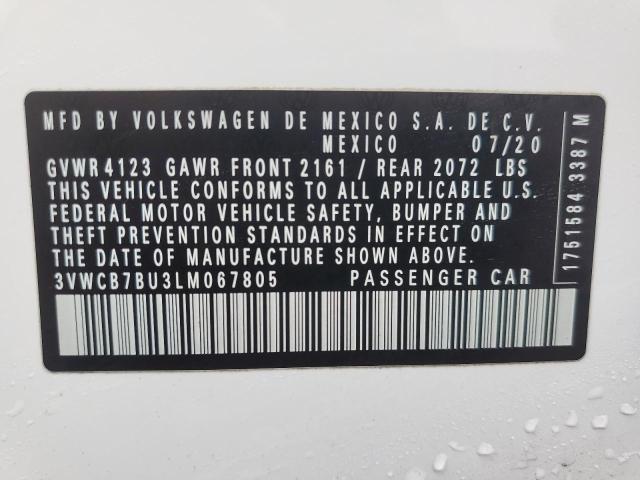 MFD BY VOLKSWAGEN DE MEXICO S.A. DE C.V.
MEXICO 07/20
GVWR 4123 GAWR FRONT 2161 / REAR 2072 LBS
THIS VEHICLE CONFORMS TO ALL APPLICABLE U.S.
FEDERAL MOTOR VEHICLE SAFETY, BUMPER AND
THEFT PREVENTION STANDARDS IN EFFECT ON
THE DATE OF MANUFACTURE SHOWN ABOVE.
3VWCB7BU3LM067805 PASSENGER CAR
1751584 3387 M